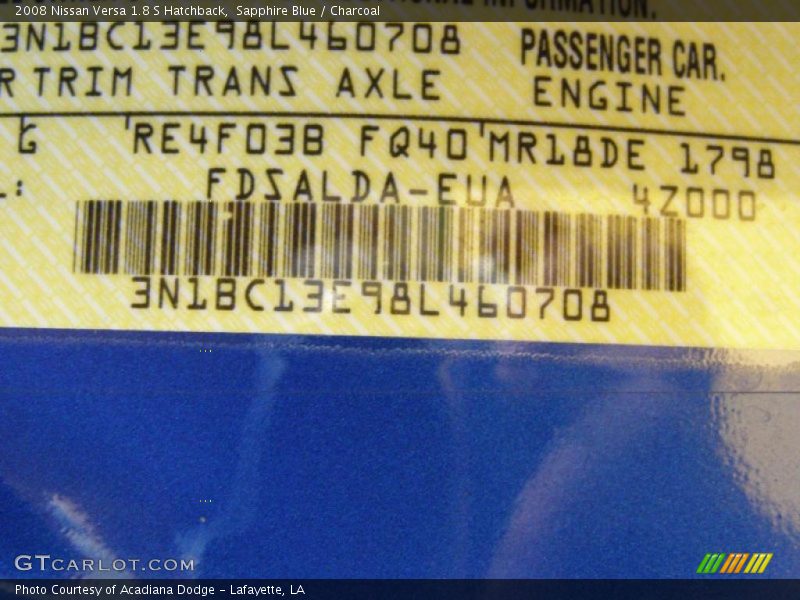 2008 Nissan Versa 1.8 S Hatchback, Sapphire Blue / Charcoal
INFORMATION.
3N1BC13E98L460708 PASSENGER CAR.
R TRIM TRANS AXLE ENGINE
G RE4F03B FQ40 MR18DE 1798
L: FDSALDA-EUA 4Z000
3N1BC13E98L460708
GTCARLOT.COM
Photo Courtesy of Acadiana Dodge - Lafayette, LA